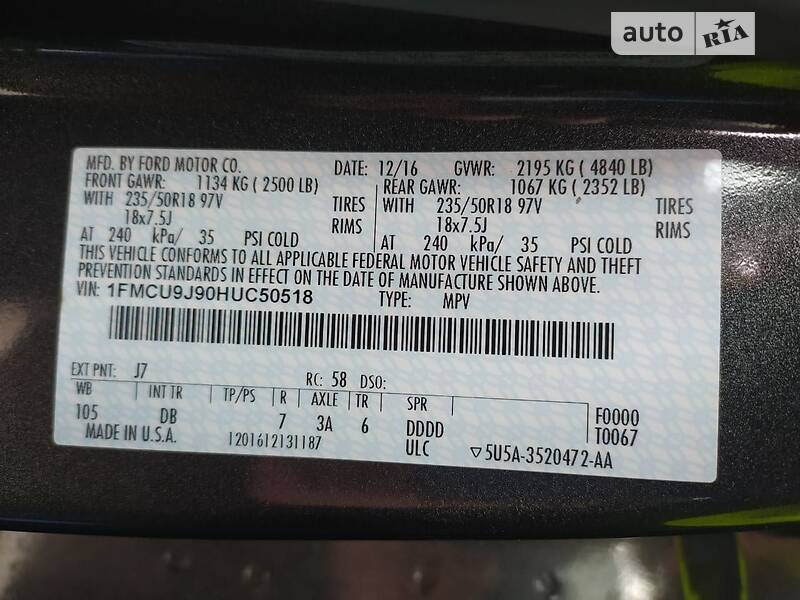 auto RIA
MFD. BY FORD MOTOR CO. DATE: 12/16 GVWR: 2195 KG ( 4840 LB)
FRONT GAWR: 1134 KG ( 2500 LB) REAR GAWR: 1067 KG ( 2352 LB)
WITH 235/50R18 97V TIRES WITH 235/50R18 97V TIRES
18x7.5J RIMS 18x7.5J RIMS
AT 240 kPa/ 35 PSI COLD AT 240 kPa/ 35 PSI COLD
THIS VEHICLE CONFORMS TO ALL APPLICABLE FEDERAL MOTOR VEHICLE SAFETY AND THEFT
PREVENTION STANDARDS IN EFFECT ON THE DATE OF MANUFACTURE SHOWN ABOVE.
VIN: 1FMCU9J90HUC50518 TYPE: MPV
EXT PNT: J7 RC: 58 DSO:
WB INT TR TP/PS R AXLE TR SPR
105 DB 7 3A 6 DDDD F0000
MADE IN U.S.A. 1201612131187 ULC T0067
▽5U5A-3520472-AA